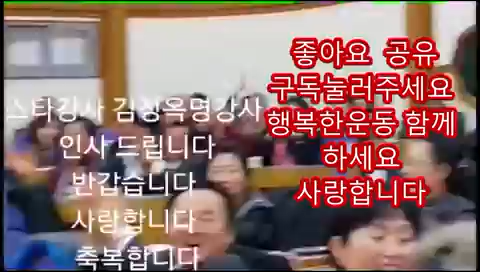 스타강사 김정옥명강사
인사 드립니다
반갑습니다
사랑합니다
축복합니다
좋아요 공유
구독눌러주세요
행복한운동 함께
하세요
사랑합니다